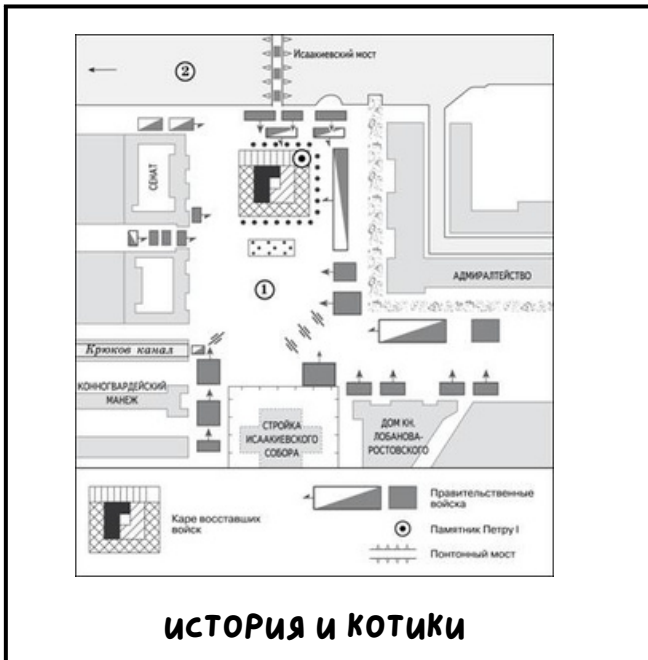 Исаакиевский мост
2
СЕНАТ
1
АДМИРАЛТЕЙСТВО
Крюков канал
КОННОГВАРДЕЙСКИЙ
МАНЕЖ
СТРОЙКА
ИСААКИЕВСКОГО
СОБОРА
ДОМ КН.
ЛОБАНОВА-
РОСТОВСКОГО
Каре восставших
войск
Правительственные
войска
Памятник Петру I
Понтонный мост
ИСТОРИЯ И КОТИКИ